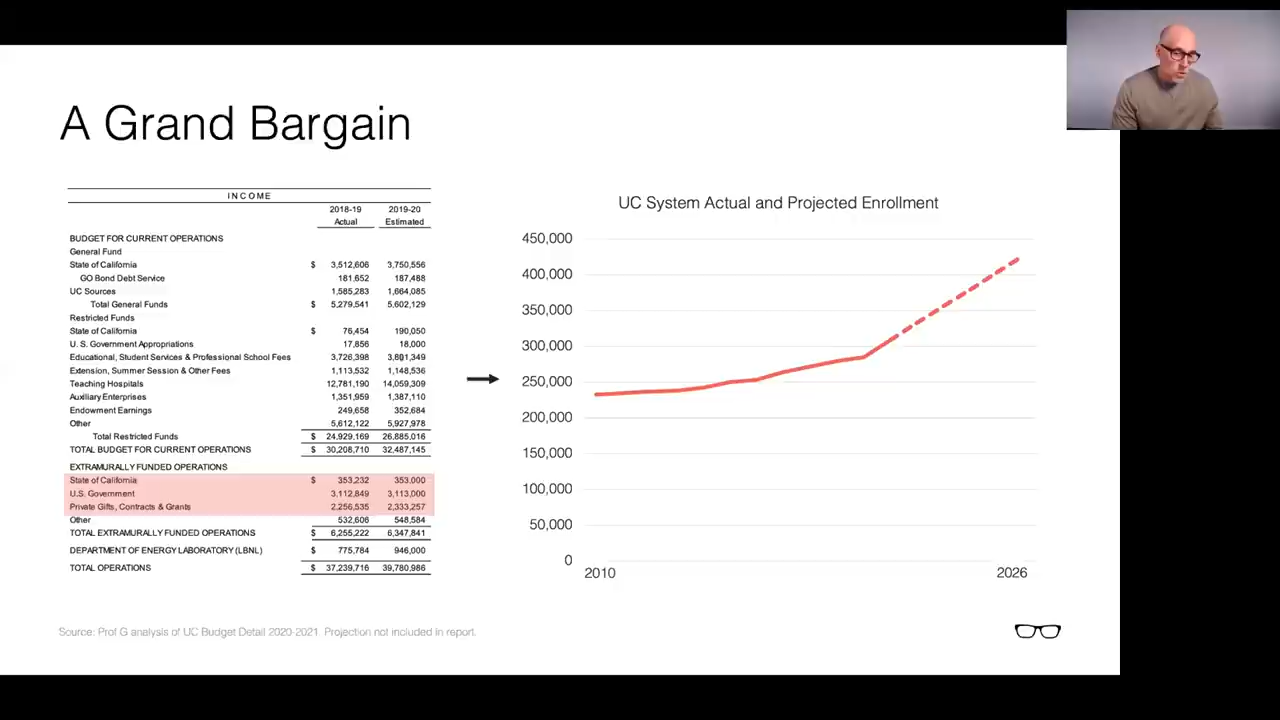 A Grand Bargain
INCOME
2018-19 2019-20
Actual Estimated
BUDGET FOR CURRENT OPERATIONS
General Fund
State of California $ 3,512,606 3,750,556
GO Bond Debt Service 181,652 187,488
UC Sources 1,585,283 1,664,085
Total General Funds $ 5,279,541 5,602,129
Restricted Funds
State of California $ 76,454 190,050
U. S. Government Appropriations 17,856 18,000
Educational, Student Services & Professional School Fees 3,726,398 3,801,349
Extension, Summer Session & Other Fees 1,113,532 1,148,536
Teaching Hospitals 12,781,190 14,059,309
Auxiliary Enterprises 1,351,959 1,387,110
Endowment Earnings 249,658 352,684
Other 5,612,122 5,927,978
Total Restricted Funds $ 24,929,169 26,885,016
TOTAL BUDGET FOR CURRENT OPERATIONS $ 30,208,710 32,487,145
EXTRAMURALLY FUNDED OPERATIONS
State of California $ 353,232 353,000
U.S. Government 3,112,849 3,113,000
Private Gifts, Contracts & Grants 2,256,535 2,333,257
Other 532,606 548,584
TOTAL EXTRAMURALLY FUNDED OPERATIONS $ 6,255,222 6,347,841
DEPARTMENT OF ENERGY LABORATORY (LBNL) $ 775,784 946,000
TOTAL OPERATIONS $ 37,239,716 39,780,986
UC System Actual and Projected Enrollment
450,000
400,000
350,000
300,000
250,000
200,000
150,000
100,000
50,000
0
2010 2026
Source: Prof G analysis of UC Budget Detail 2020-2021. Projection not included in report.